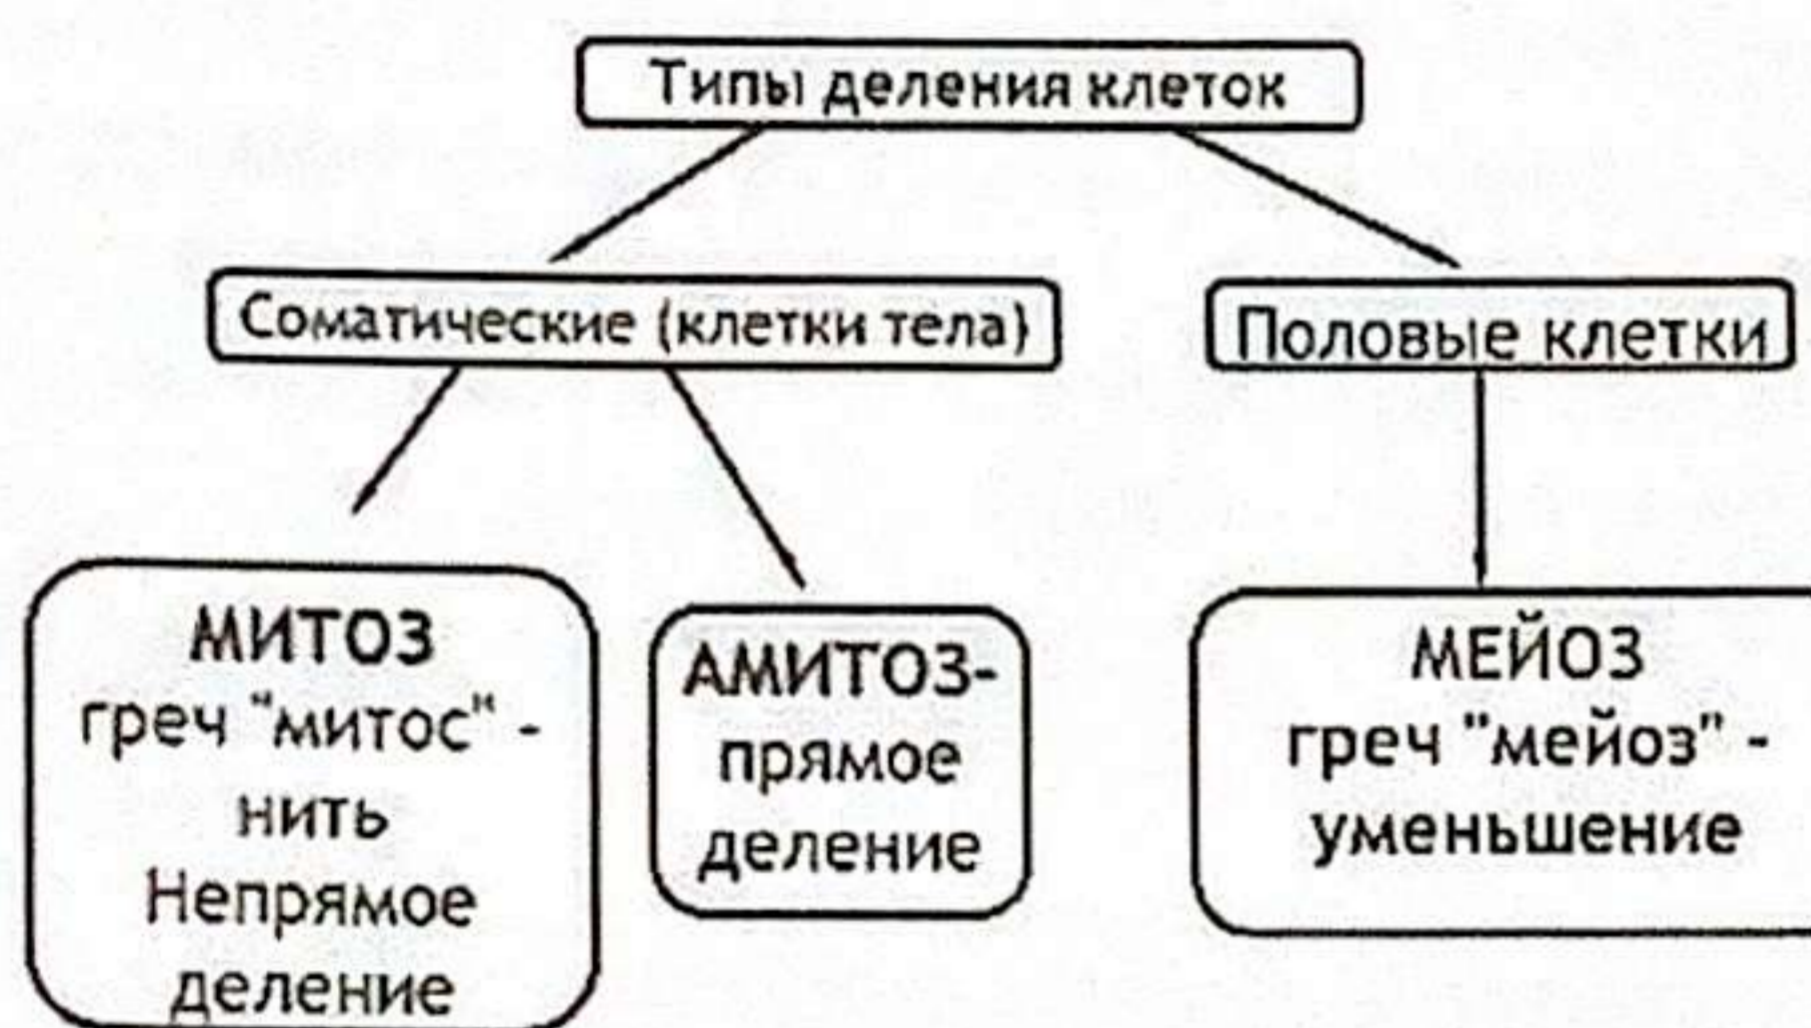 Типы деления клеток
Соматические (клетки тела)
Половые клетки
МИТОЗ
греч "митос" -
нить
Непрямое
деление
АМИТОЗ-
прямое
деление
МЕЙОЗ
греч "мейоз" -
уменьшение